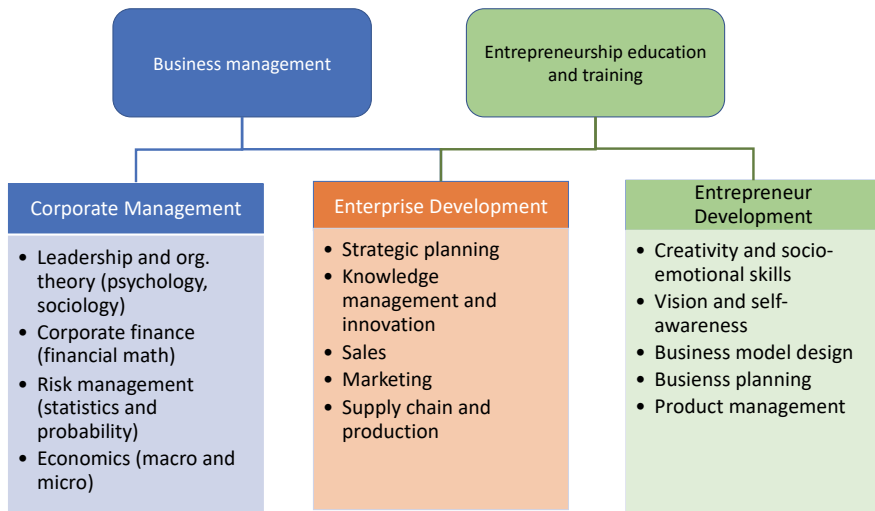 Business management
Entrepreneurship education
and training
Corporate Management
• Leadership and org.
theory (psychology,
sociology)
• Corporate finance
(financial math)
• Risk management
(statistics and
probability)
• Economics (macro and
micro)
Enterprise Development
• Strategic planning
• Knowledge
management and
innovation
• Sales
• Marketing
• Supply chain and
production
Entrepreneur
Development
• Creativity and socio-
emotional skills
• Vision and self-
awareness
• Business model design
• Busienss planning
• Product management